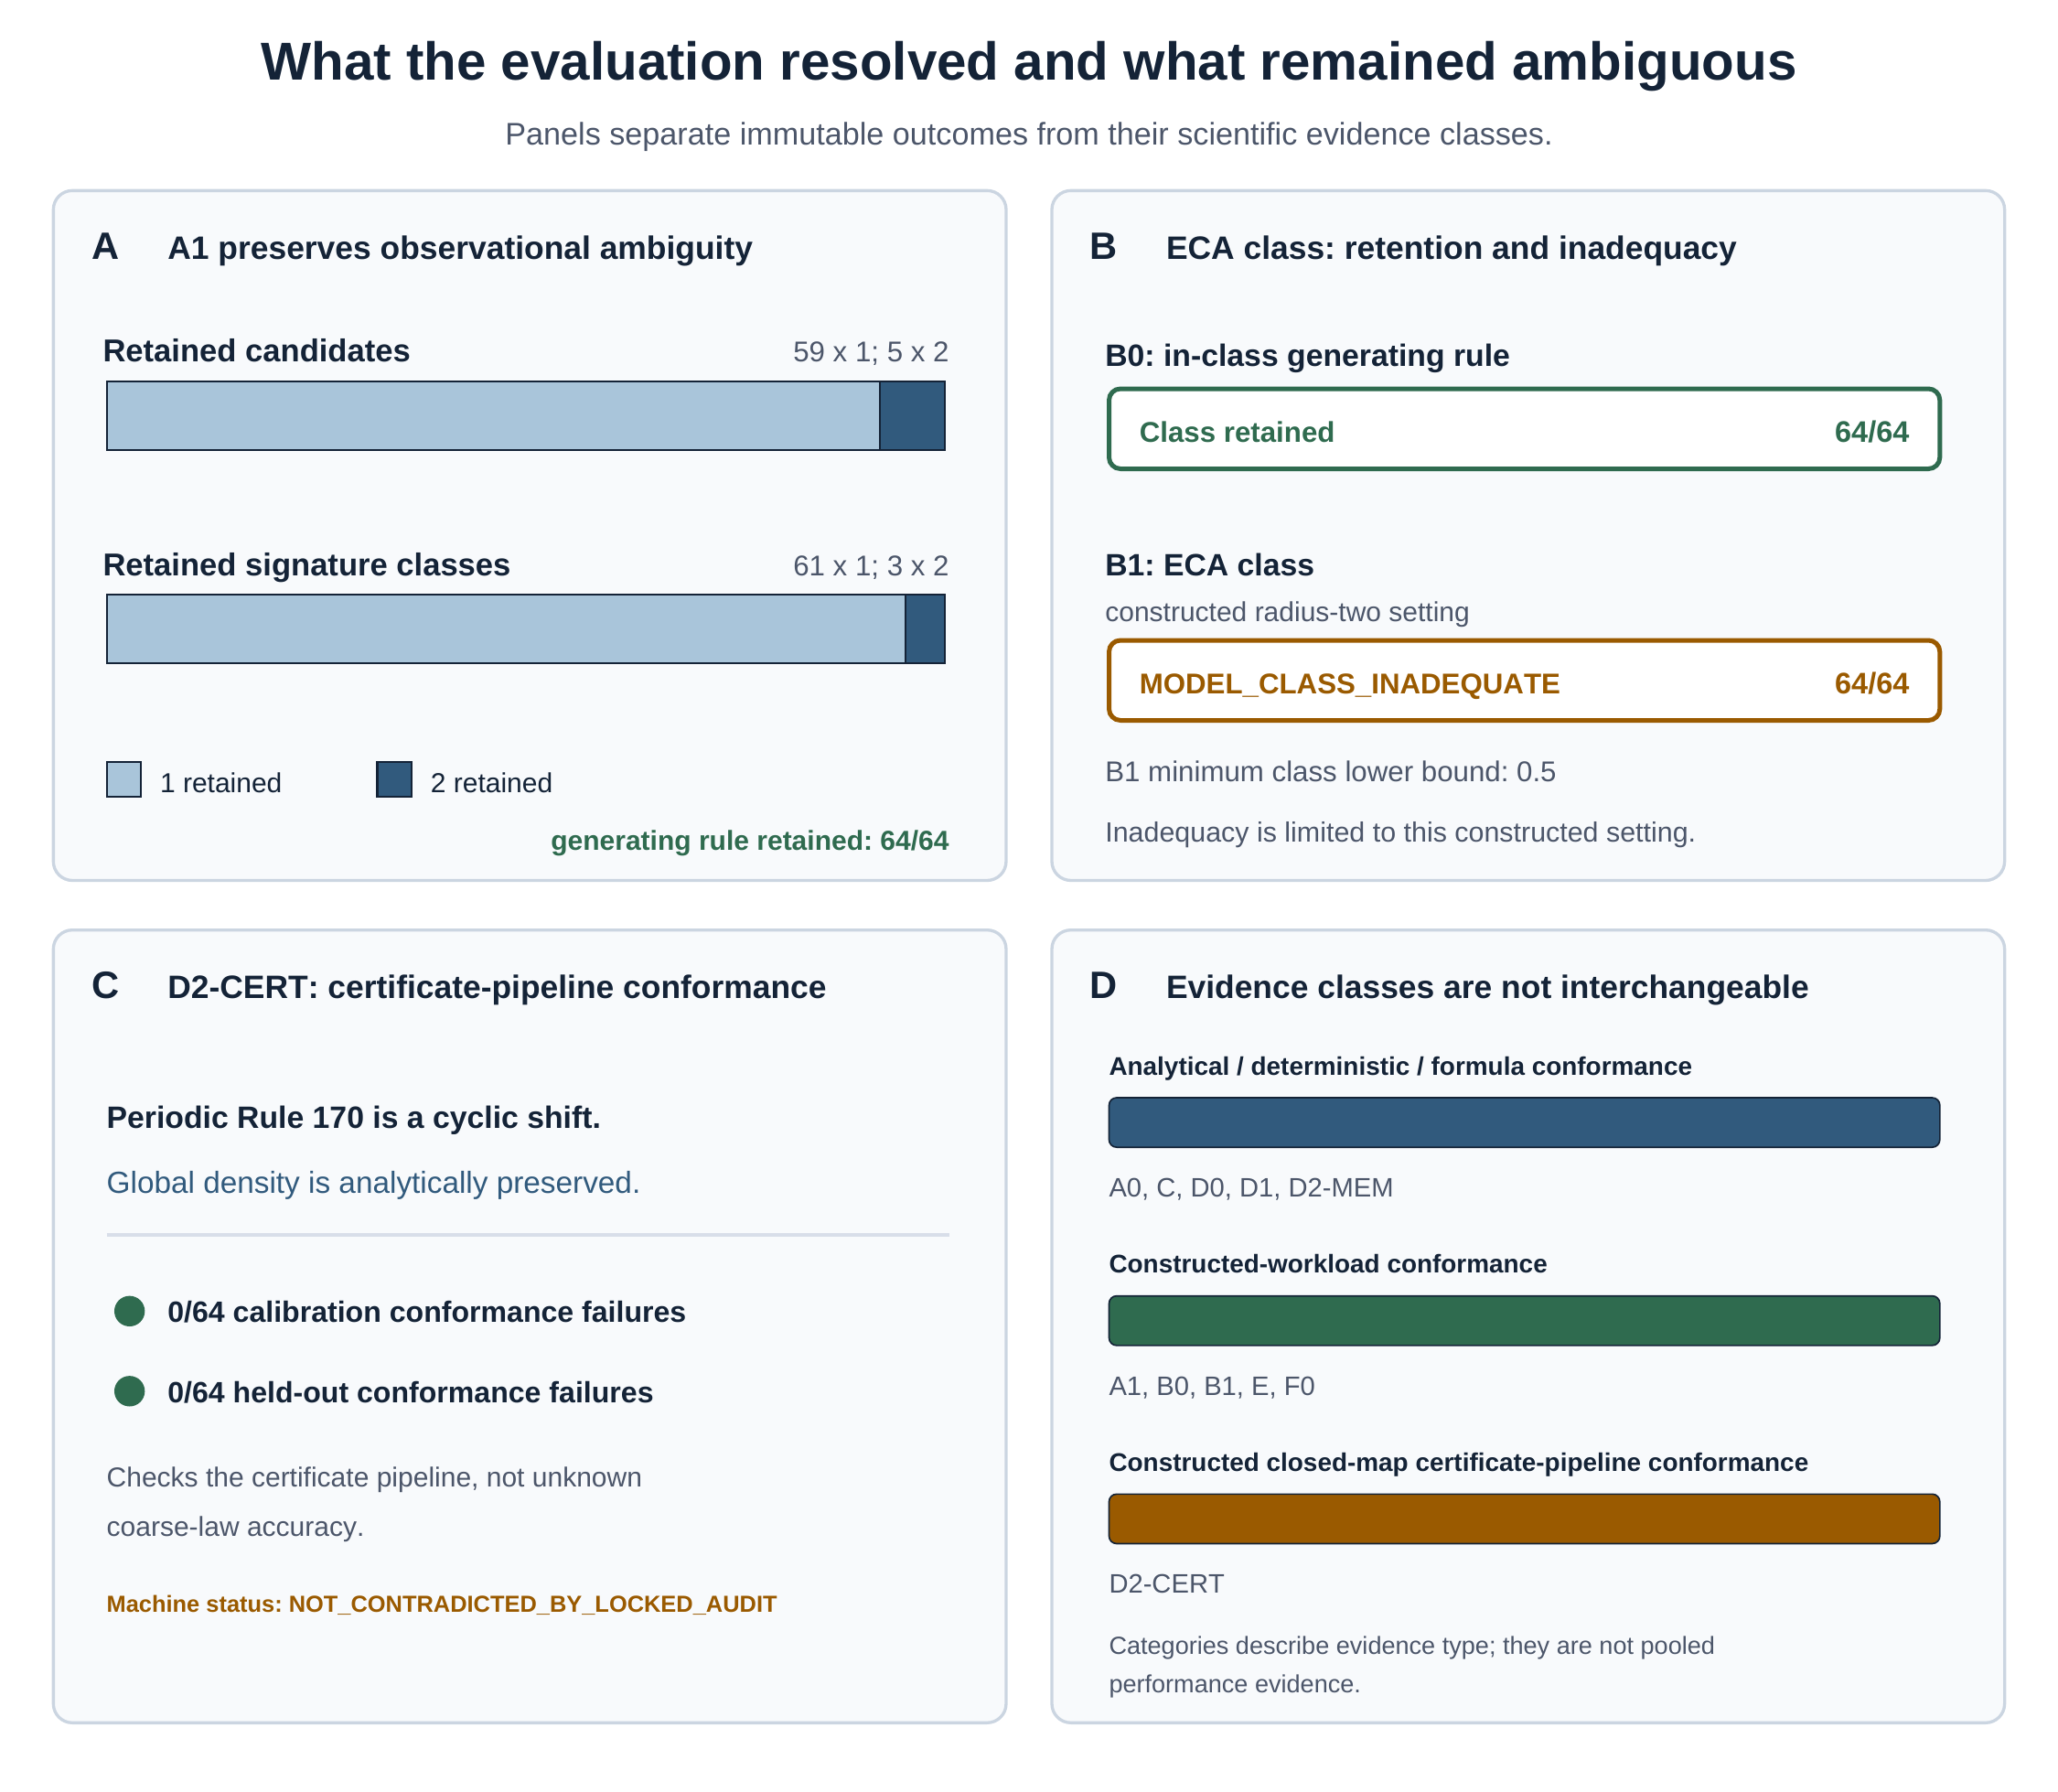 What the evaluation resolved and what remained ambiguous
Panels separate immutable outcomes from their scientific evidence classes.
A A1 preserves observational ambiguity
Retained candidates 59 x 1; 5 x 2
Retained signature classes 61 x 1; 3 x 2
1 retained 2 retained
generating rule retained: 64/64
B ECA class: retention and inadequacy
B0: in-class generating rule
Class retained 64/64
B1: ECA class
constructed radius-two setting
MODEL_CLASS_INADEQUATE 64/64
B1 minimum class lower bound: 0.5
Inadequacy is limited to this constructed setting.
C D2-CERT: certificate-pipeline conformance
Periodic Rule 170 is a cyclic shift.
Global density is analytically preserved.
0/64 calibration conformance failures
0/64 held-out conformance failures
Checks the certificate pipeline, not unknown
coarse-law accuracy.
Machine status: NOT_CONTRADICTED_BY_LOCKED_AUDIT
D Evidence classes are not interchangeable
Analytical / deterministic / formula conformance
A0, C, D0, D1, D2-MEM
Constructed-workload conformance
A1, B0, B1, E, F0
Constructed closed-map certificate-pipeline conformance
D2-CERT
Categories describe evidence type; they are not pooled
performance evidence.